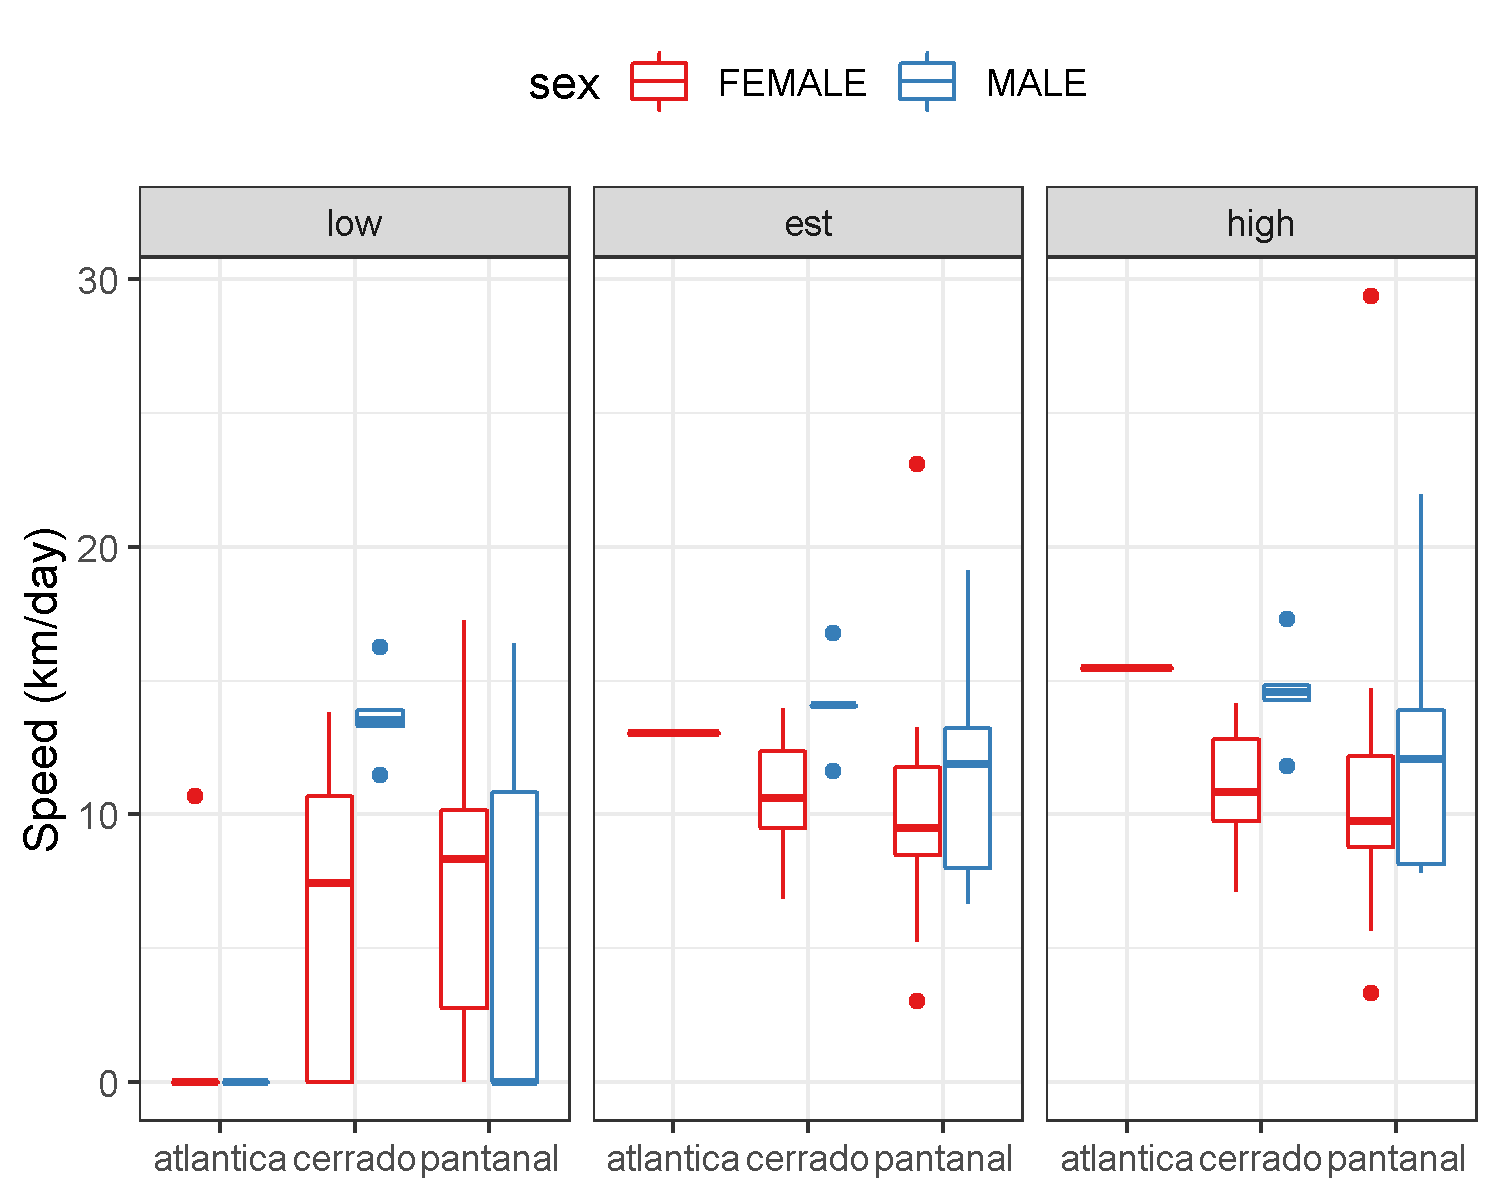 sex FEMALE MALE
low est high
Speed (km/day)
30
20
10
0
atlantica cerrado pantanal atlantica cerrado pantanal atlantica cerrado pantanal